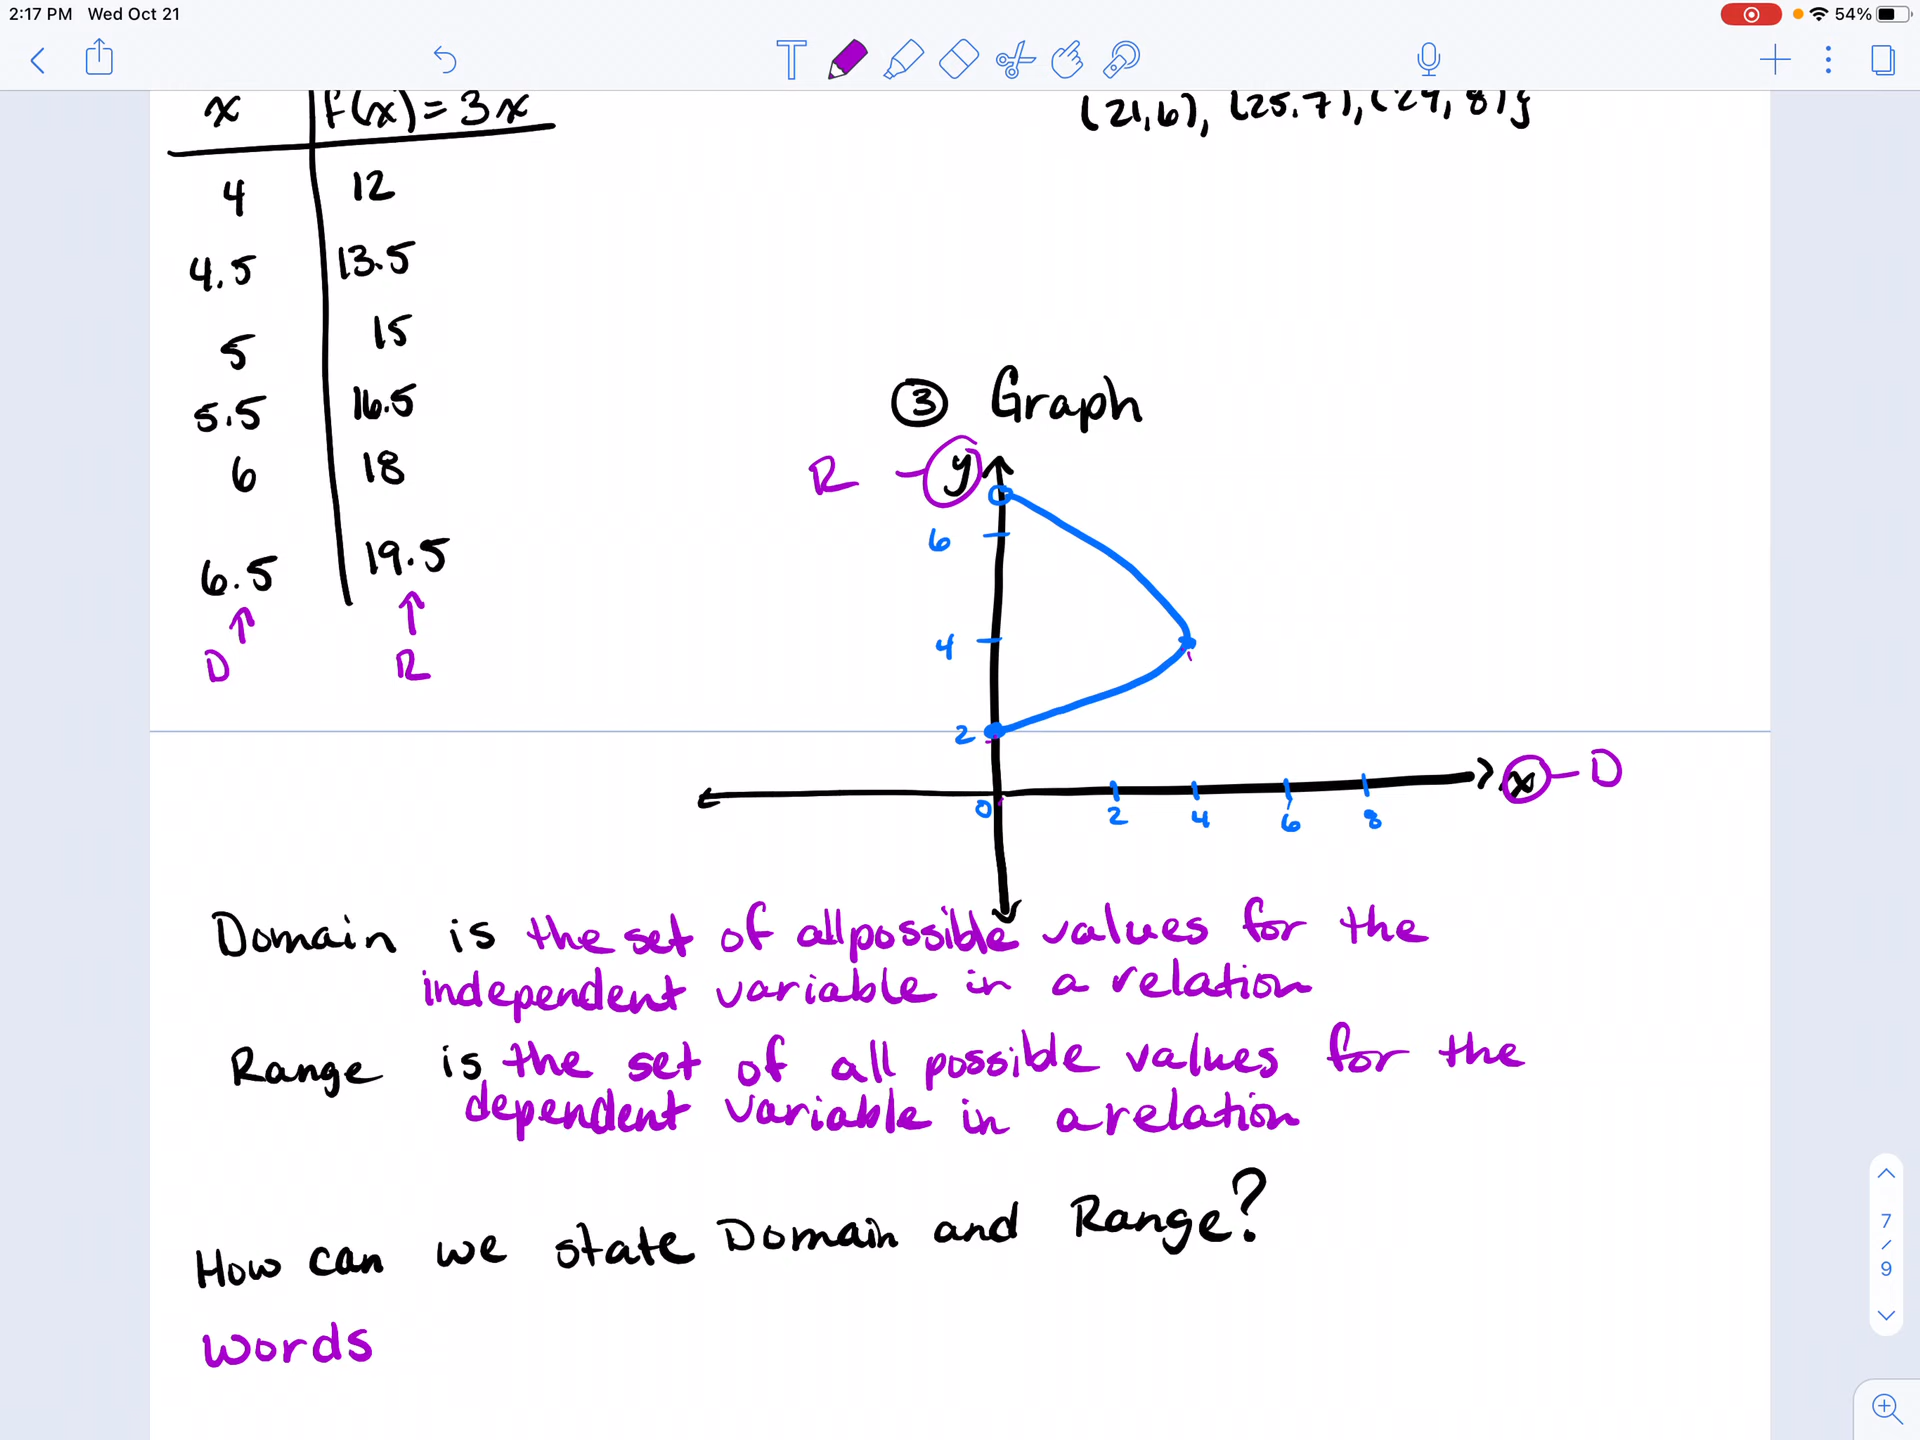 2:17 PM Wed Oct 21
54%
x f(x) = 3x
(21,6), (25,7), (29, 8)}
4 12
4.5 13.5
5 15
5.5 16.5
6 18
6.5 19.5
D R
③ Graph
R y
6
4
2
x D
0 2 4 6 8
Domain is the set of all possible values for the
independent variable in a relation
Range is the set of all possible values for the
dependent variable in a relation
How can we state Domain and Range?
words
7
/
9